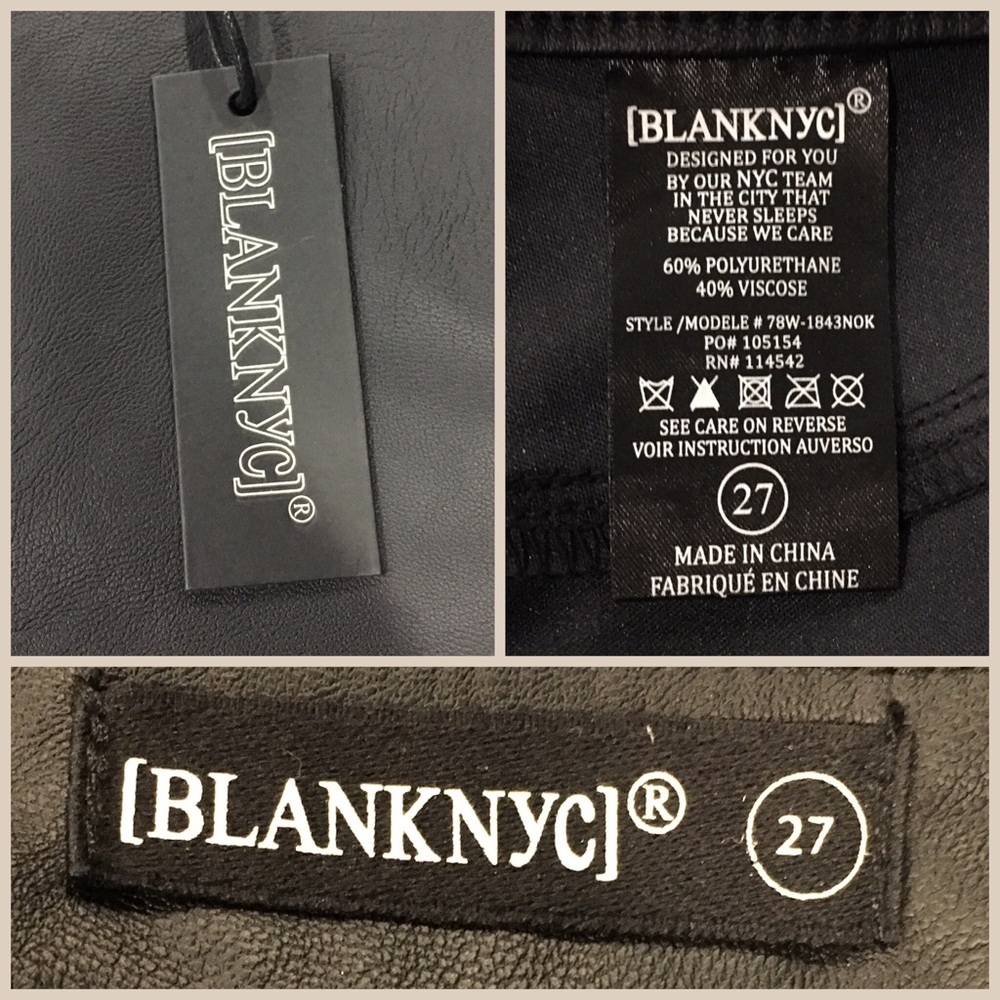 [BLANKNYC]®
[BLANKNYC]®
DESIGNED FOR YOU
BY OUR NYC TEAM
IN THE CITY THAT
NEVER SLEEPS
BECAUSE WE CARE
60% POLYURETHANE
40% VISCOSE
STYLE /MODELE # 78W-1843NOK
PO# 105154
RN# 114542
SEE CARE ON REVERSE
VOIR INSTRUCTION AUVERSO
27
MADE IN CHINA
FABRIQUÉ EN CHINE
[BLANKNYC]® 27